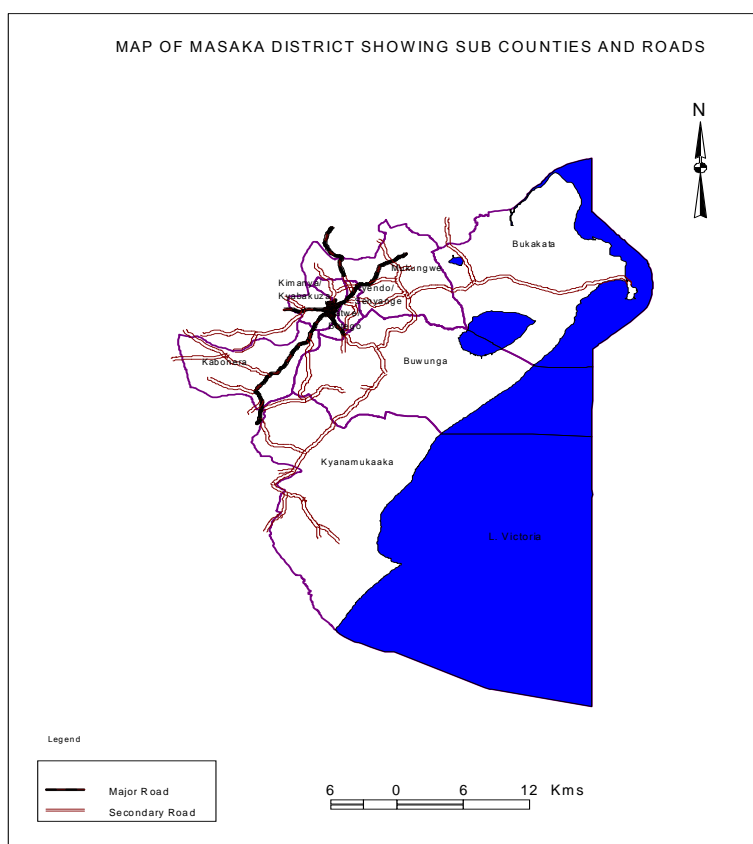 MAP OF MASAKA DISTRICT SHOWING SUB COUNTIES AND ROADS
N
Bukakata
Mukungwe
Kimanya/
Kyabakuza
Buwunga
Kabonera
Kyanamukaaka
L. Victoria
Legend
Major Road
Secondary Road
6 0 6 12 Kms